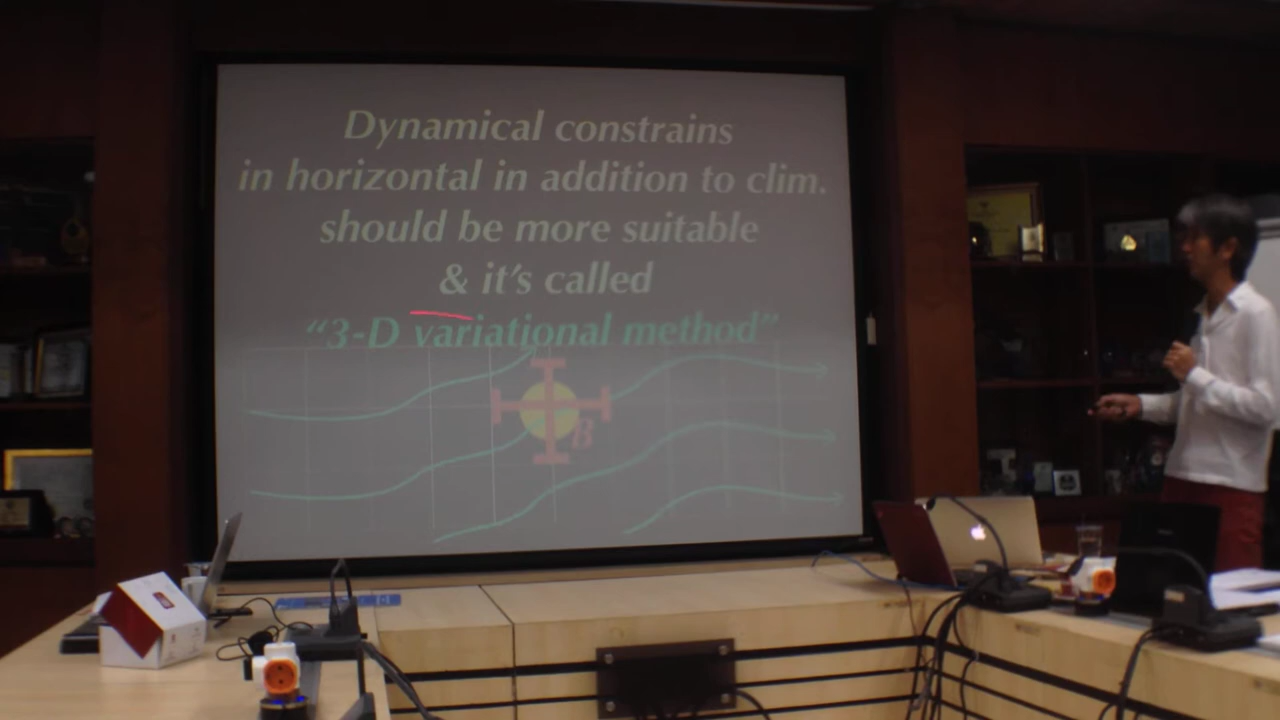 Dynamical constrains
in horizontal in addition to clim.
should be more suitable
& it's called
"3-D variational method"
B